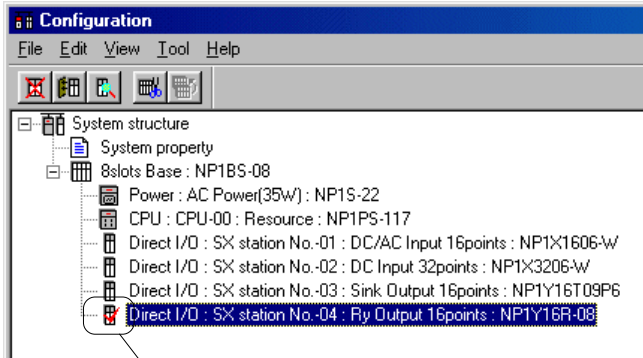 Configuration
File Edit View Tool Help
System structure
System property
8slots Base : NP1BS-08
Power : AC Power(35W) : NP1S-22
CPU : CPU-00 : Resource : NP1PS-117
Direct I/O : SX station No.-01 : DC/AC Input 16points : NP1X1606-W
Direct I/O : SX station No.-02 : DC Input 32points : NP1X3206-W
Direct I/O : SX station No.-03 : Sink Output 16points : NP1Y16T09P6
Direct I/O : SX station No.-04 : Ry Output 16points : NP1Y16R-08